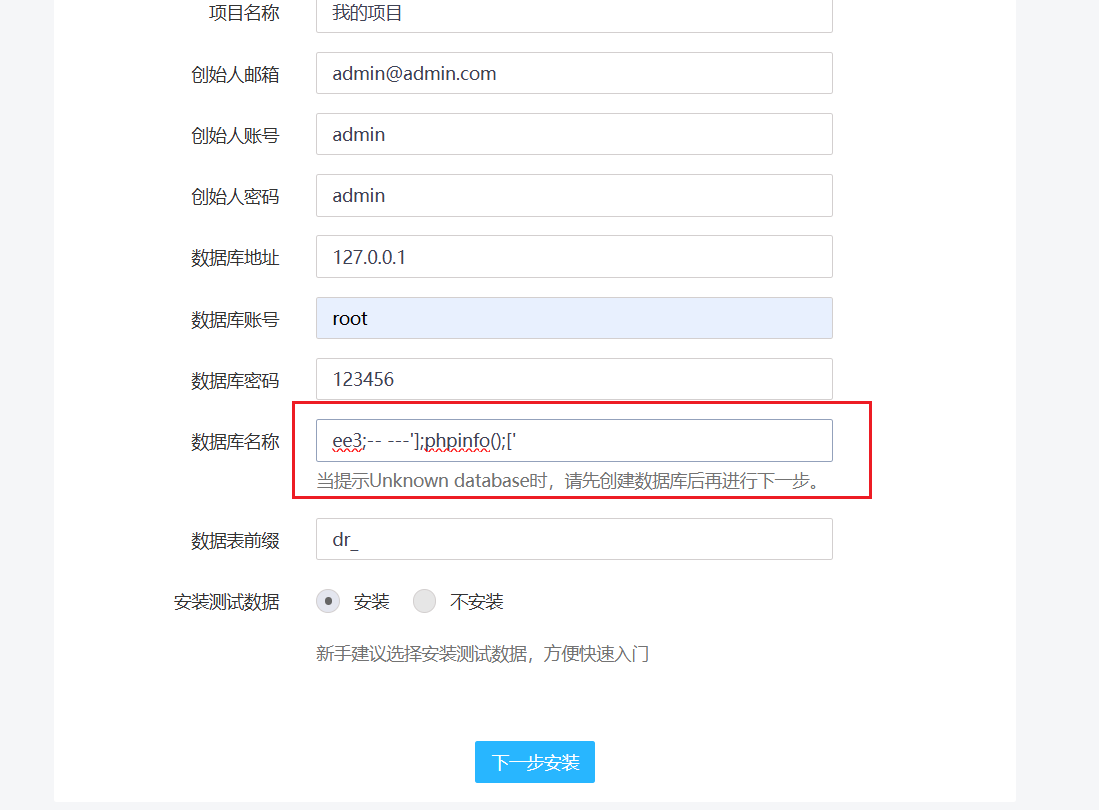 项目名称 我的项目
创始人邮箱 admin@admin.com
创始人账号 admin
创始人密码 admin
数据库地址 127.0.0.1
数据库账号 root
数据库密码 123456
数据库名称 ee3;-- ---'];phpinfo();['
当提示Unknown database时，请先创建数据库后再进行下一步。
数据表前缀 dr_
安装测试数据 安装 不安装
新手建议选择安装测试数据，方便快速入门
下一步安装